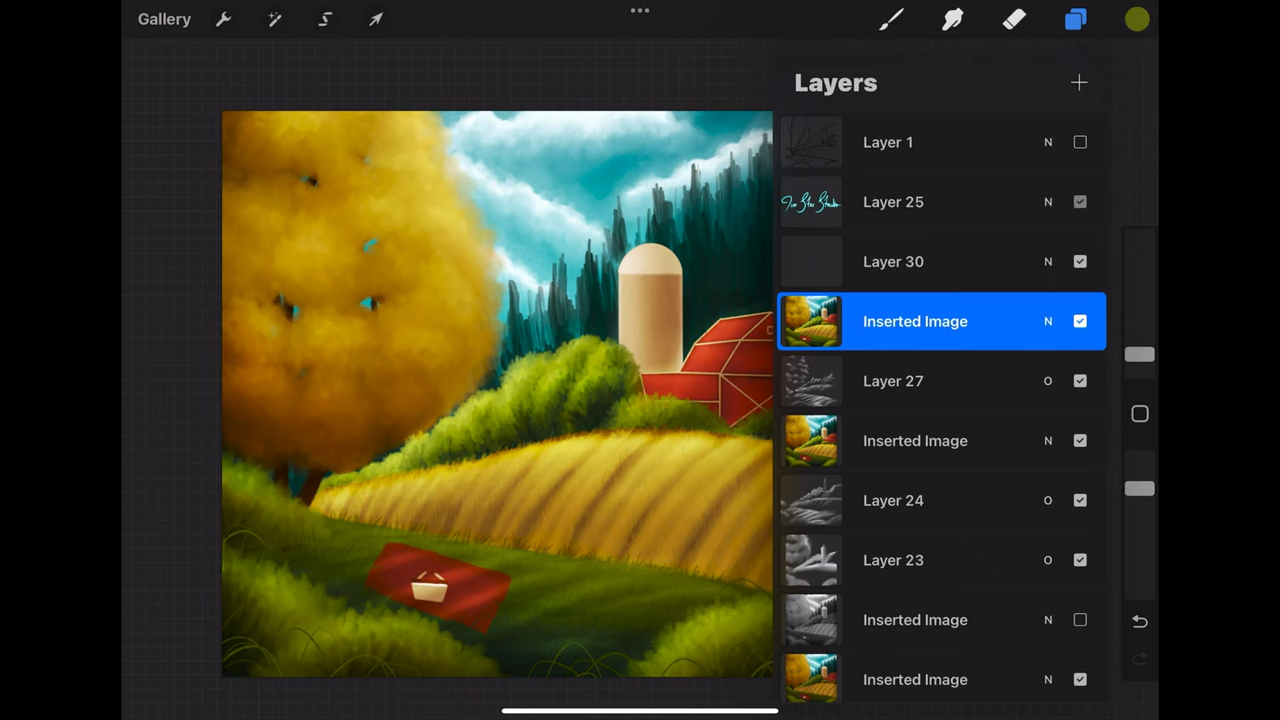 Gallery
Layers
Layer 1 N
Layer 25 N
Layer 30 N
Inserted Image N
Layer 27 O
Inserted Image N
Layer 24 O
Layer 23 O
Inserted Image N
Inserted Image N